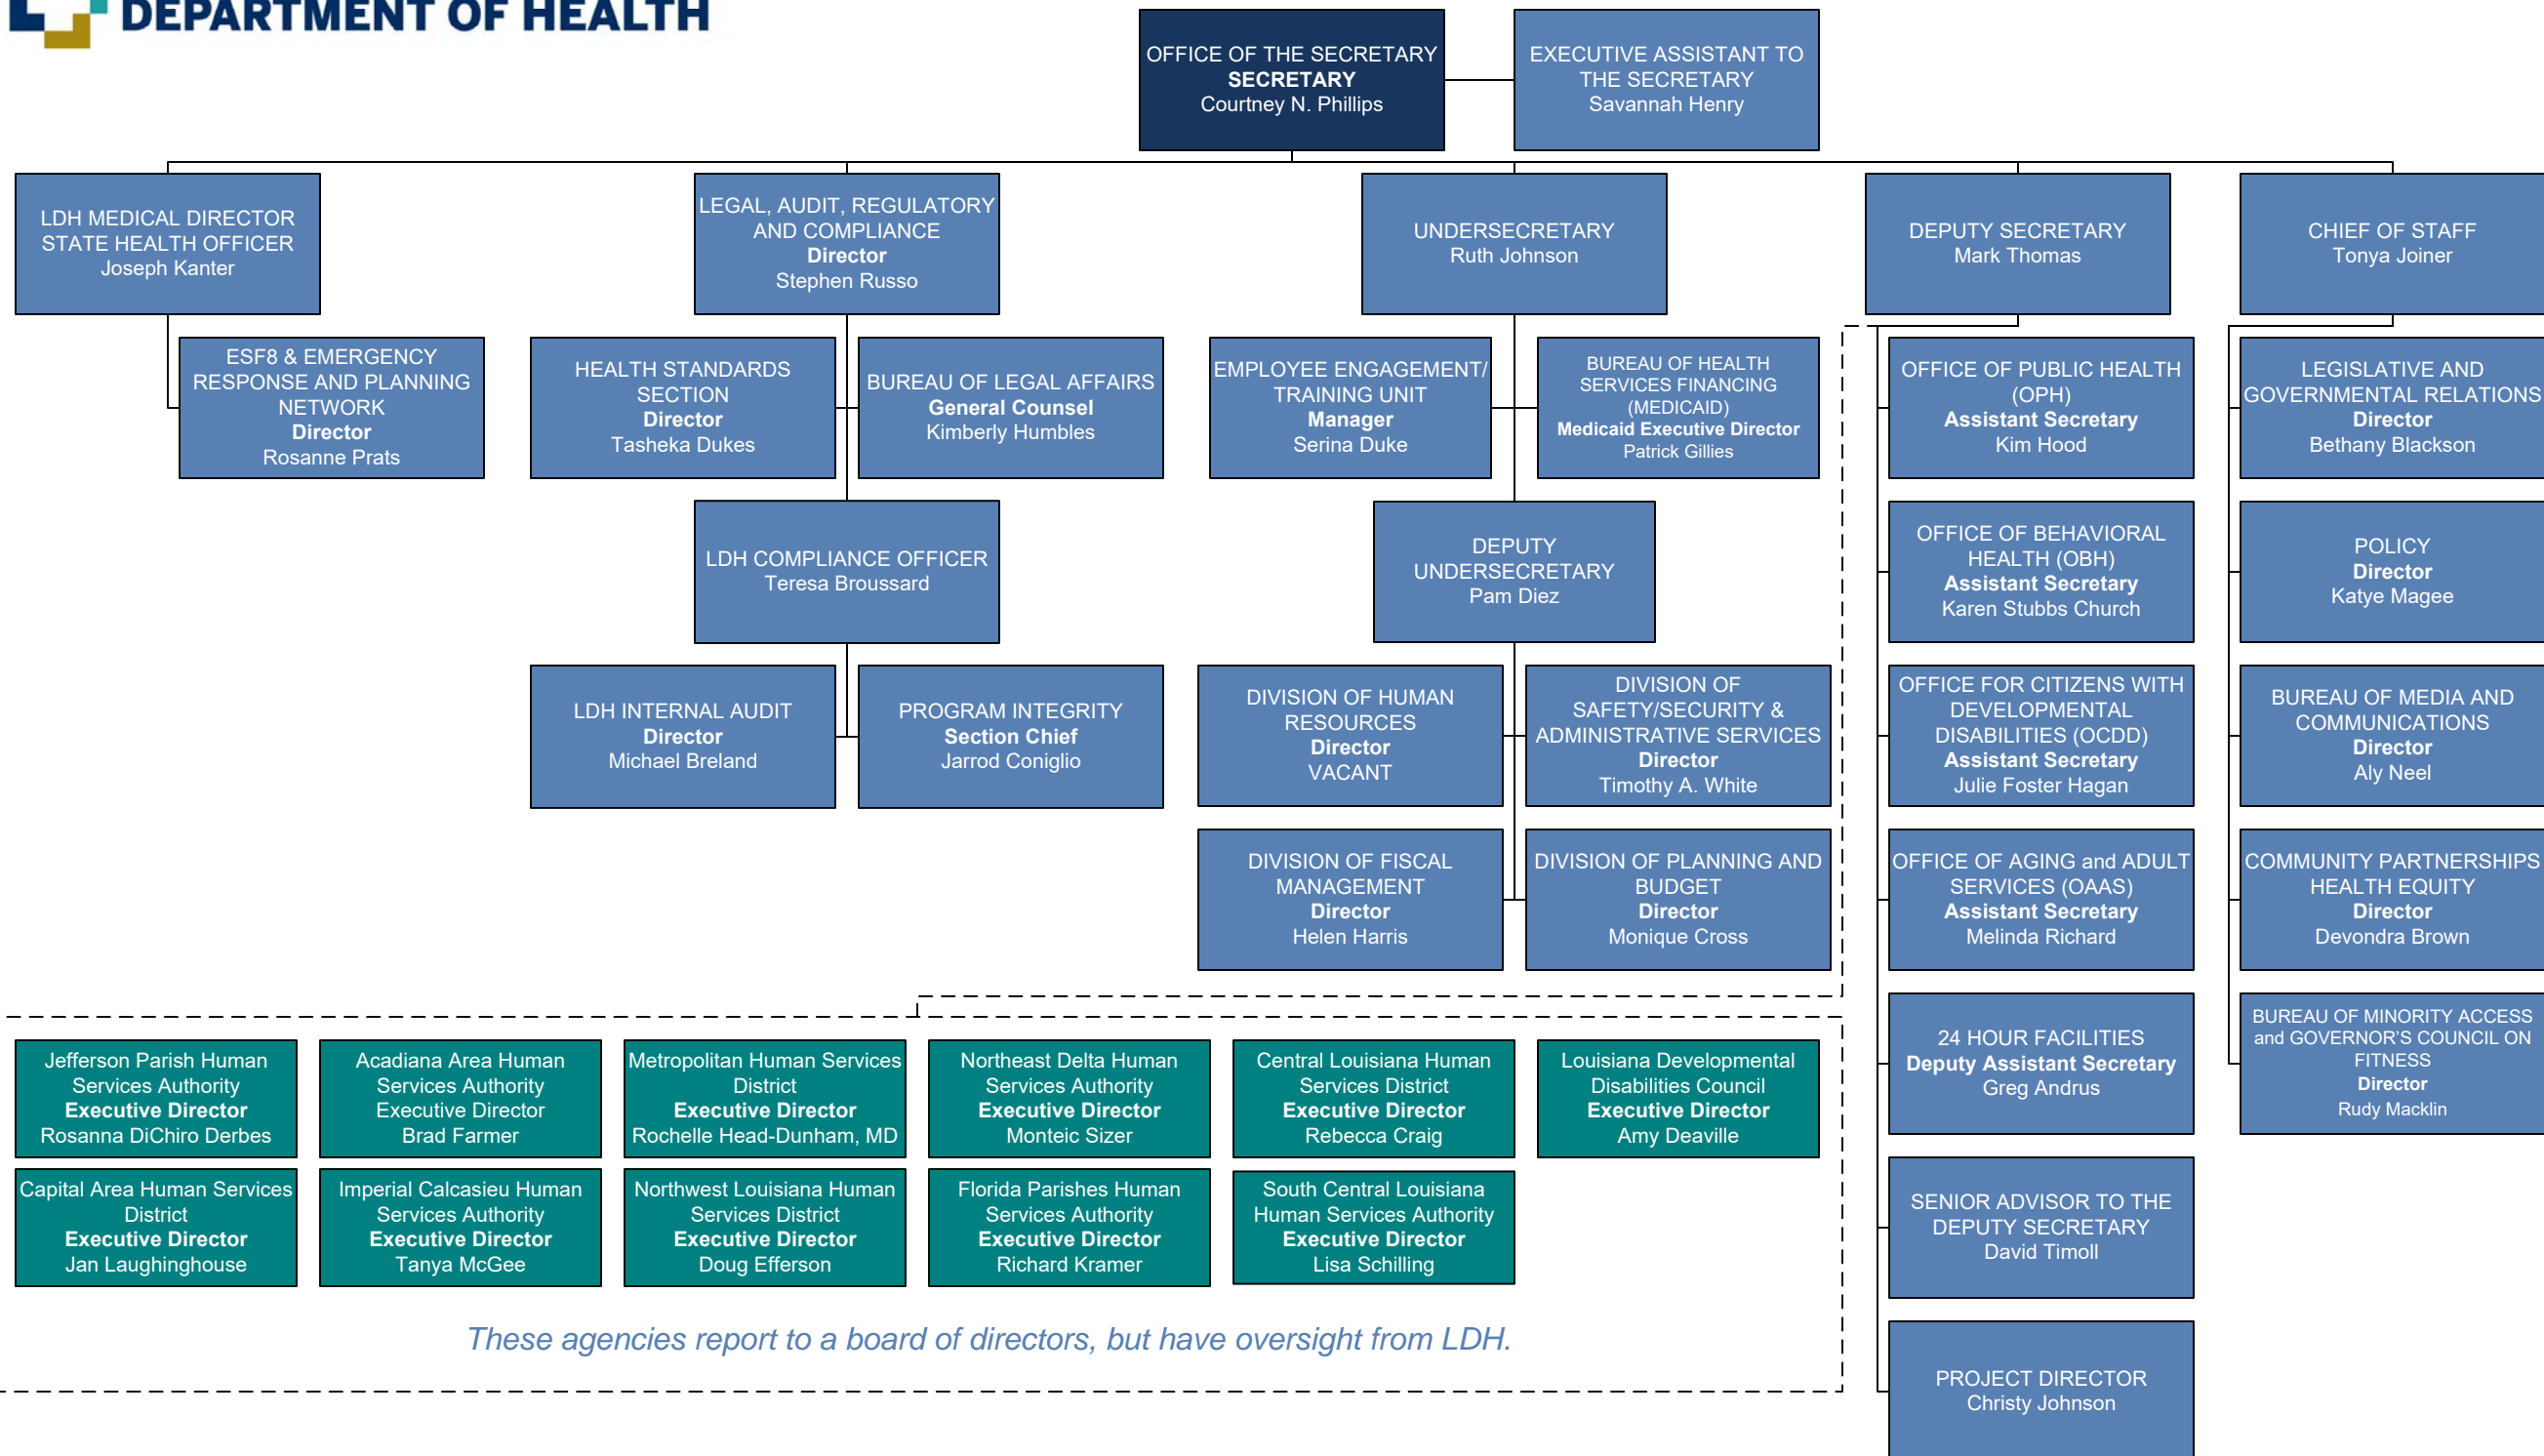 DEPARTMENT OF HEALTH
OFFICE OF THE SECRETARY
SECRETARY
Courtney N. Phillips
EXECUTIVE ASSISTANT TO
THE SECRETARY
Savannah Henry
LDH MEDICAL DIRECTOR
STATE HEALTH OFFICER
Joseph Kanter
LEGAL, AUDIT, REGULATORY
AND COMPLIANCE
Director
Stephen Russo
UNDERSECRETARY
Ruth Johnson
DEPUTY SECRETARY
Mark Thomas
CHIEF OF STAFF
Tonya Joiner
ESF8 & EMERGENCY
RESPONSE AND PLANNING
NETWORK
Director
Rosanne Prats
HEALTH STANDARDS
SECTION
Director
Tasheka Dukes
BUREAU OF LEGAL AFFAIRS
General Counsel
Kimberly Humbles
EMPLOYEE ENGAGEMENT/
TRAINING UNIT
Manager
Serina Duke
BUREAU OF HEALTH
SERVICES FINANCING
(MEDICAID)
Medicaid Executive Director
Patrick Gillies
OFFICE OF PUBLIC HEALTH
(OPH)
Assistant Secretary
Kim Hood
LEGISLATIVE AND
GOVERNMENTAL RELATIONS
Director
Bethany Blackson
LDH COMPLIANCE OFFICER
Teresa Broussard
DEPUTY
UNDERSECRETARY
Pam Diez
OFFICE OF BEHAVIORAL
HEALTH (OBH)
Assistant Secretary
Karen Stubbs Church
POLICY
Director
Katye Magee
LDH INTERNAL AUDIT
Director
Michael Breland
PROGRAM INTEGRITY
Section Chief
Jarrod Coniglio
DIVISION OF HUMAN
RESOURCES
Director
VACANT
DIVISION OF
SAFETY/SECURITY &
ADMINISTRATIVE SERVICES
Director
Timothy A. White
OFFICE FOR CITIZENS WITH
DEVELOPMENTAL
DISABILITIES (OCDD)
Assistant Secretary
Julie Foster Hagan
BUREAU OF MEDIA AND
COMMUNICATIONS
Director
Aly Neel
DIVISION OF FISCAL
MANAGEMENT
Director
Helen Harris
DIVISION OF PLANNING AND
BUDGET
Director
Monique Cross
OFFICE OF AGING and ADULT
SERVICES (OAAS)
Assistant Secretary
Melinda Richard
COMMUNITY PARTNERSHIPS
HEALTH EQUITY
Director
Devondra Brown
24 HOUR FACILITIES
Deputy Assistant Secretary
Greg Andrus
BUREAU OF MINORITY ACCESS
and GOVERNOR'S COUNCIL ON
FITNESS
Director
Rudy Macklin
Jefferson Parish Human
Services Authority
Executive Director
Rosanna DiChiro Derbes
Acadiana Area Human
Services Authority
Executive Director
Brad Farmer
Metropolitan Human Services
District
Executive Director
Rochelle Head-Dunham, MD
Northeast Delta Human
Services Authority
Executive Director
Monteic Sizer
Central Louisiana Human
Services District
Executive Director
Rebecca Craig
Louisiana Developmental
Disabilities Council
Executive Director
Amy Deaville
Capital Area Human Services
District
Executive Director
Jan Laughinghouse
Imperial Calcasieu Human
Services Authority
Executive Director
Tanya McGee
Northwest Louisiana Human
Services District
Executive Director
Doug Efferson
Florida Parishes Human
Services Authority
Executive Director
Richard Kramer
South Central Louisiana
Human Services Authority
Executive Director
Lisa Schilling
SENIOR ADVISOR TO THE
DEPUTY SECRETARY
David Timoll
These agencies report to a board of directors, but have oversight from LDH.
PROJECT DIRECTOR
Christy Johnson